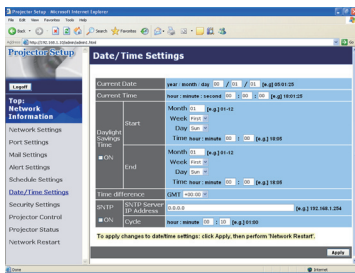 Projector Setup - Microsoft Internet Explorer
File Edit View Favorites Tools Help
Back Search Favorites
Projector Setup
Date/Time Settings
Logoff
Top:
Network
Information
Network Settings
Port Settings
Mail Settings
Alert Settings
Schedule Settings
Date/Time Settings
Security Settings
Projector Control
Projector Status
Network Restart
Current Date year : month : day 00 / 01 / 01 [e.g] 05:01:25
Current Time hour : minute : second 00 : 00 : 00 [e.g] 18:01:25
Daylight Savings Time
ON
Start
Month 01 [e.g.] 01-12
Week First
Day Sun
Time hour : minute 00 : 00 [e.g.] 18:05
End
Month 01 [e.g.] 01-12
Week First
Day Sun
Time hour : minute 00 : 00 [e.g.] 18:05
Time difference GMT +00:00
SNTP
ON
SNTP Server IP Address 0.0.0.0 [e.g.] 192.168.1.254
Cycle hour : minute 00 : 10 [e.g.] 01:00
To apply changes to date/time settings: click Apply, then perform 'Network Restart'.
Apply
Done Internet